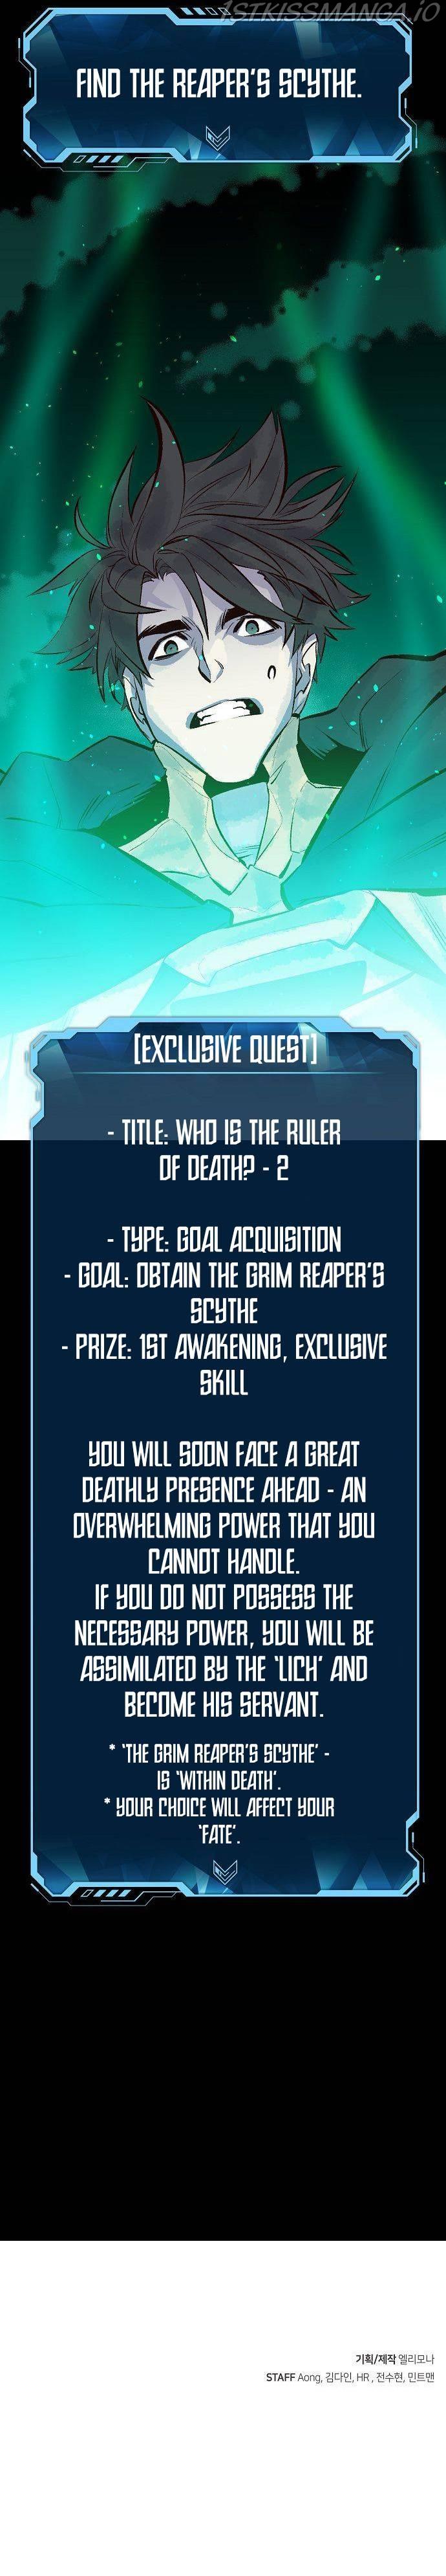 1STKISSMANGA.iO
FIND THE REAPER'S SCYTHE.
[EXCLUSIVE QUEST]
- TITLE: WHO IS THE RULER
OF DEATH? - 2
- TYPE: GOAL ACQUISITION
- GOAL: OBTAIN THE GRIM REAPER'S
SCYTHE
- PRIZE: 1ST AWAKENING, EXCLUSIVE
SKILL
YOU WILL SOON FACE A GREAT
DEATHLY PRESENCE AHEAD - AN
OVERWHELMING POWER THAT YOU
CANNOT HANDLE.
IF YOU DO NOT POSSESS THE
NECESSARY POWER, YOU WILL BE
ASSIMILATED BY THE 'LICH' AND
BECOME HIS SERVANT.
* 'THE GRIM REAPER'S SCYTHE' -
IS 'WITHIN DEATH'.
* YOUR CHOICE WILL AFFECT YOUR
'FATE'.
기획/제작 엘리모나
STAFF Aong, 김다인, HR , 전수현, 민트맨